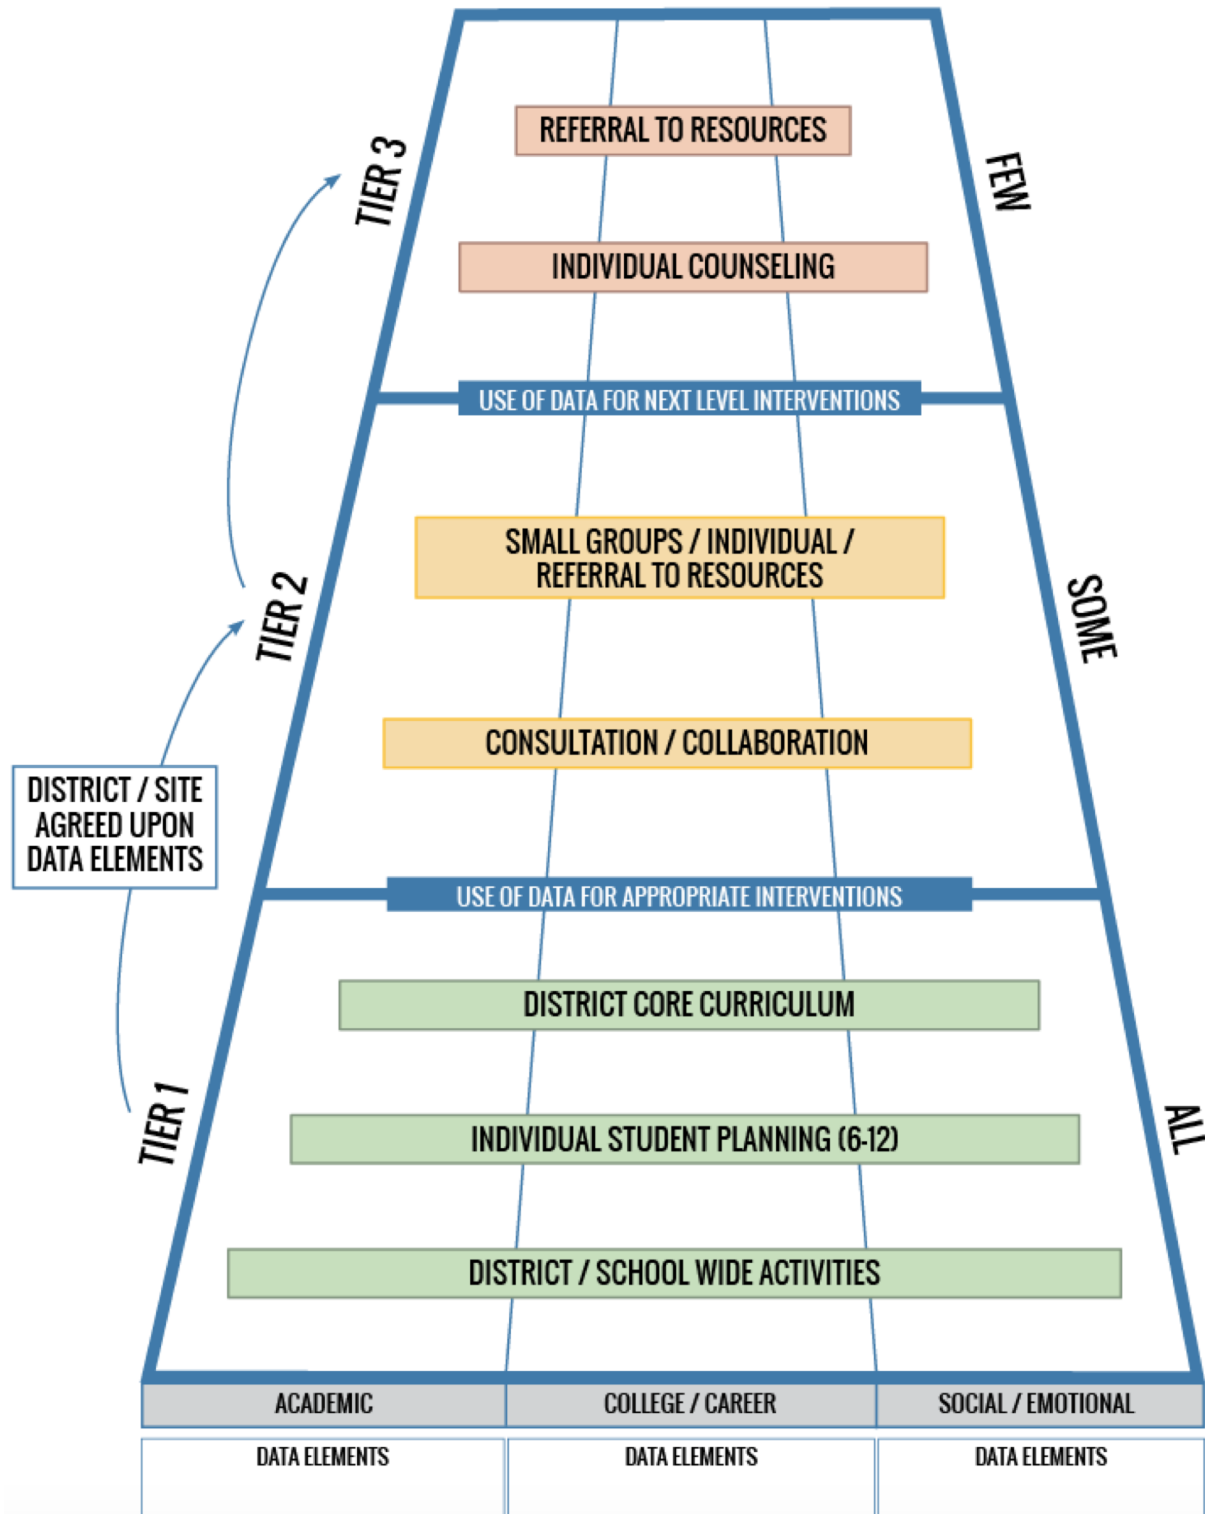 TIER 3
FEW
REFERRAL TO RESOURCES
INDIVIDUAL COUNSELING
USE OF DATA FOR NEXT LEVEL INTERVENTIONS
TIER 2
SOME
SMALL GROUPS / INDIVIDUAL /
REFERRAL TO RESOURCES
CONSULTATION / COLLABORATION
DISTRICT / SITE
AGREED UPON
DATA ELEMENTS
USE OF DATA FOR APPROPRIATE INTERVENTIONS
TIER 1
ALL
DISTRICT CORE CURRICULUM
INDIVIDUAL STUDENT PLANNING (6-12)
DISTRICT / SCHOOL WIDE ACTIVITIES
ACADEMIC
COLLEGE / CAREER
SOCIAL / EMOTIONAL
DATA ELEMENTS
DATA ELEMENTS
DATA ELEMENTS